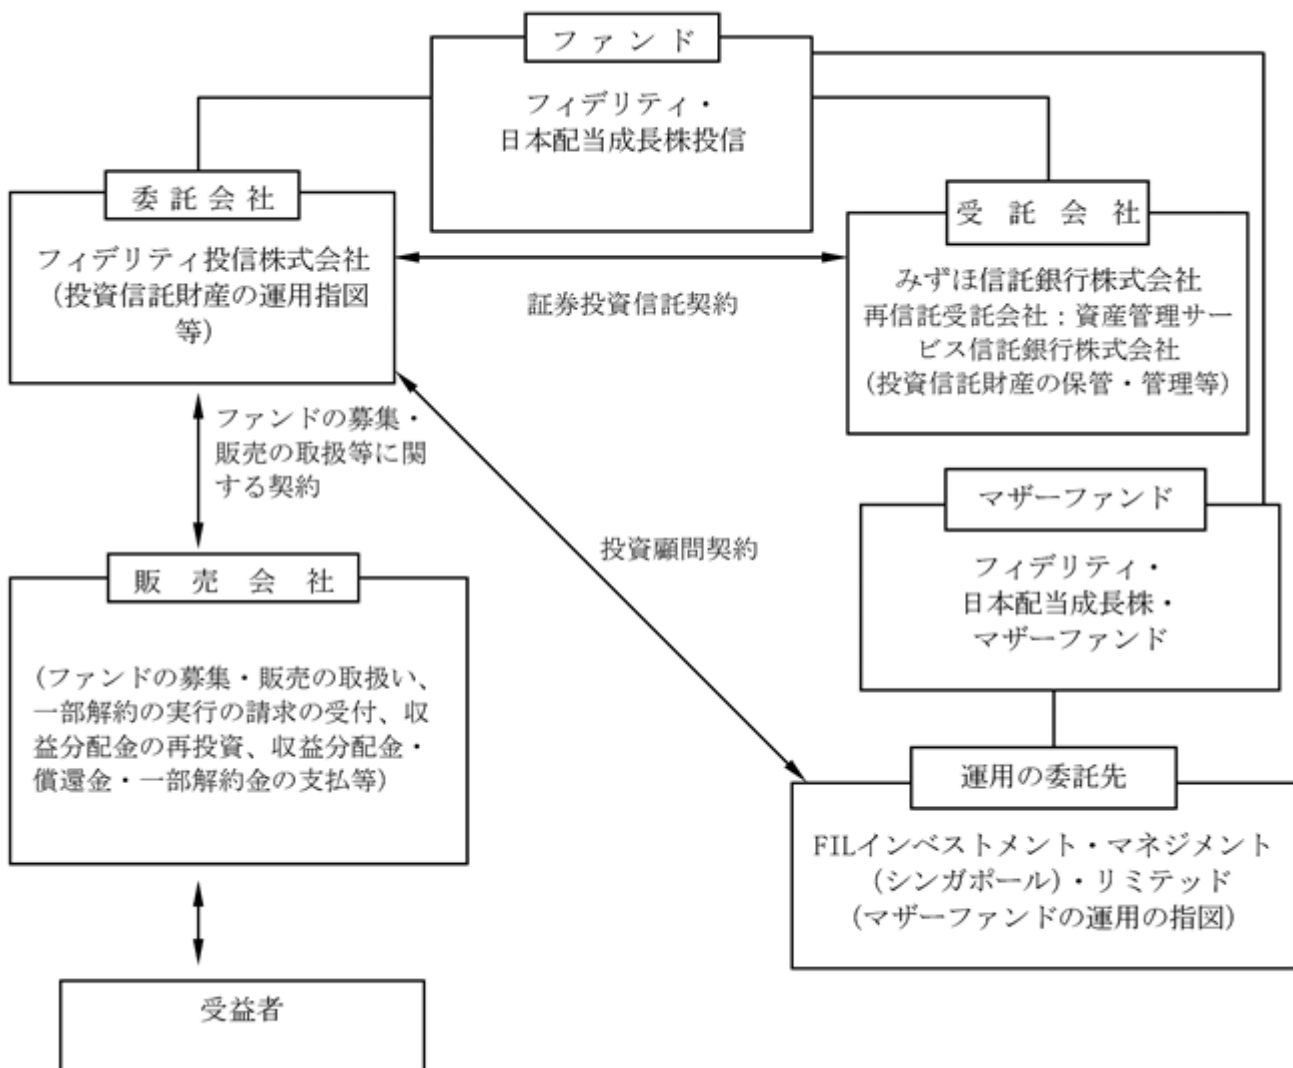 ファンド
フィデリティ・
日本配当成長株投信
委託会社
フィデリティ投信株式会社
（投資信託財産の運用指図
等）
証券投資信託契約
受託会社
みずほ信託銀行株式会社
再信託受託会社：資産管理サー
ビス信託銀行株式会社
（投資信託財産の保管・管理等）
ファンドの募集・
販売の取扱等に関
する契約
投資顧問契約
マザーファンド
フィデリティ・
日本配当成長株・
マザーファンド
販売会社
（ファンドの募集・販売の取扱い、
一部解約の実行の請求の受付、収
益分配金の再投資、収益分配金・
償還金・一部解約金の支払等）
運用の委託先
FILインベストメント・マネジメント
（シンガポール）・リミテッド
（マザーファンドの運用の指図）
受益者